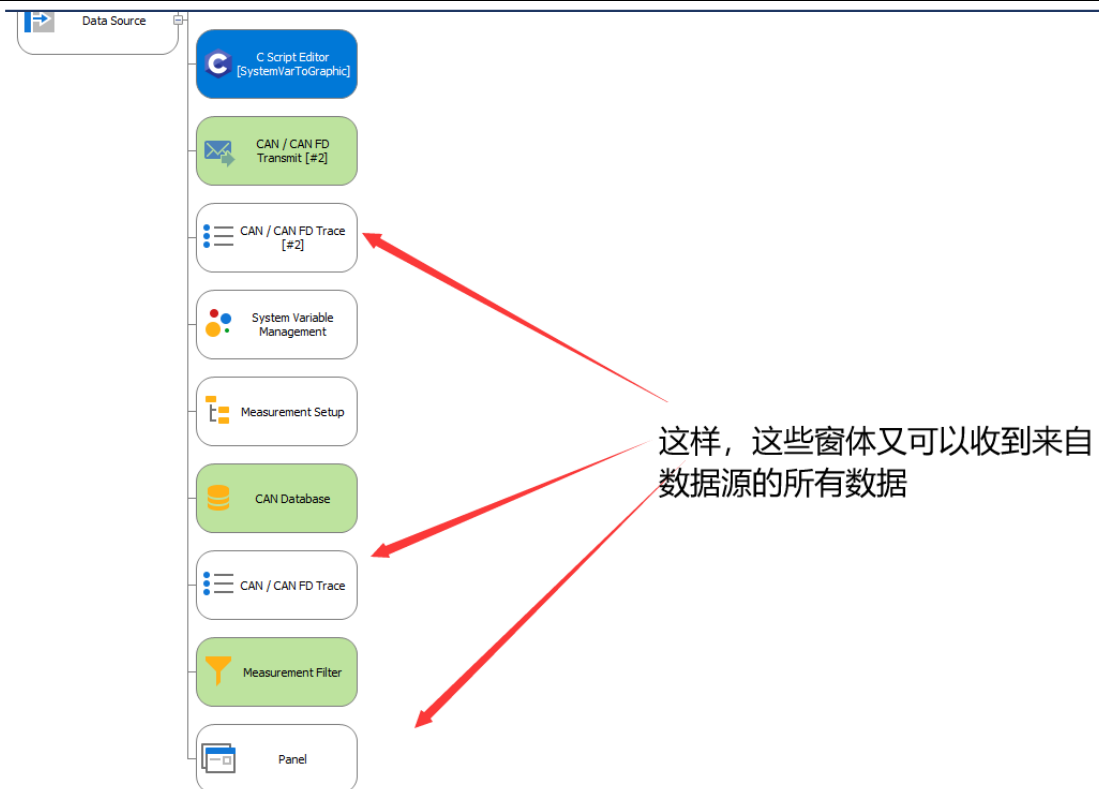 Data Source
C Script Editor
[SystemVarToGraphic]
CAN / CAN FD
Transmit [#2]
CAN / CAN FD Trace
[#2]
System Variable
Management
Measurement Setup
CAN Database
CAN / CAN FD Trace
Measurement Filter
Panel
这样，这些窗体又可以收到来自
数据源的所有数据